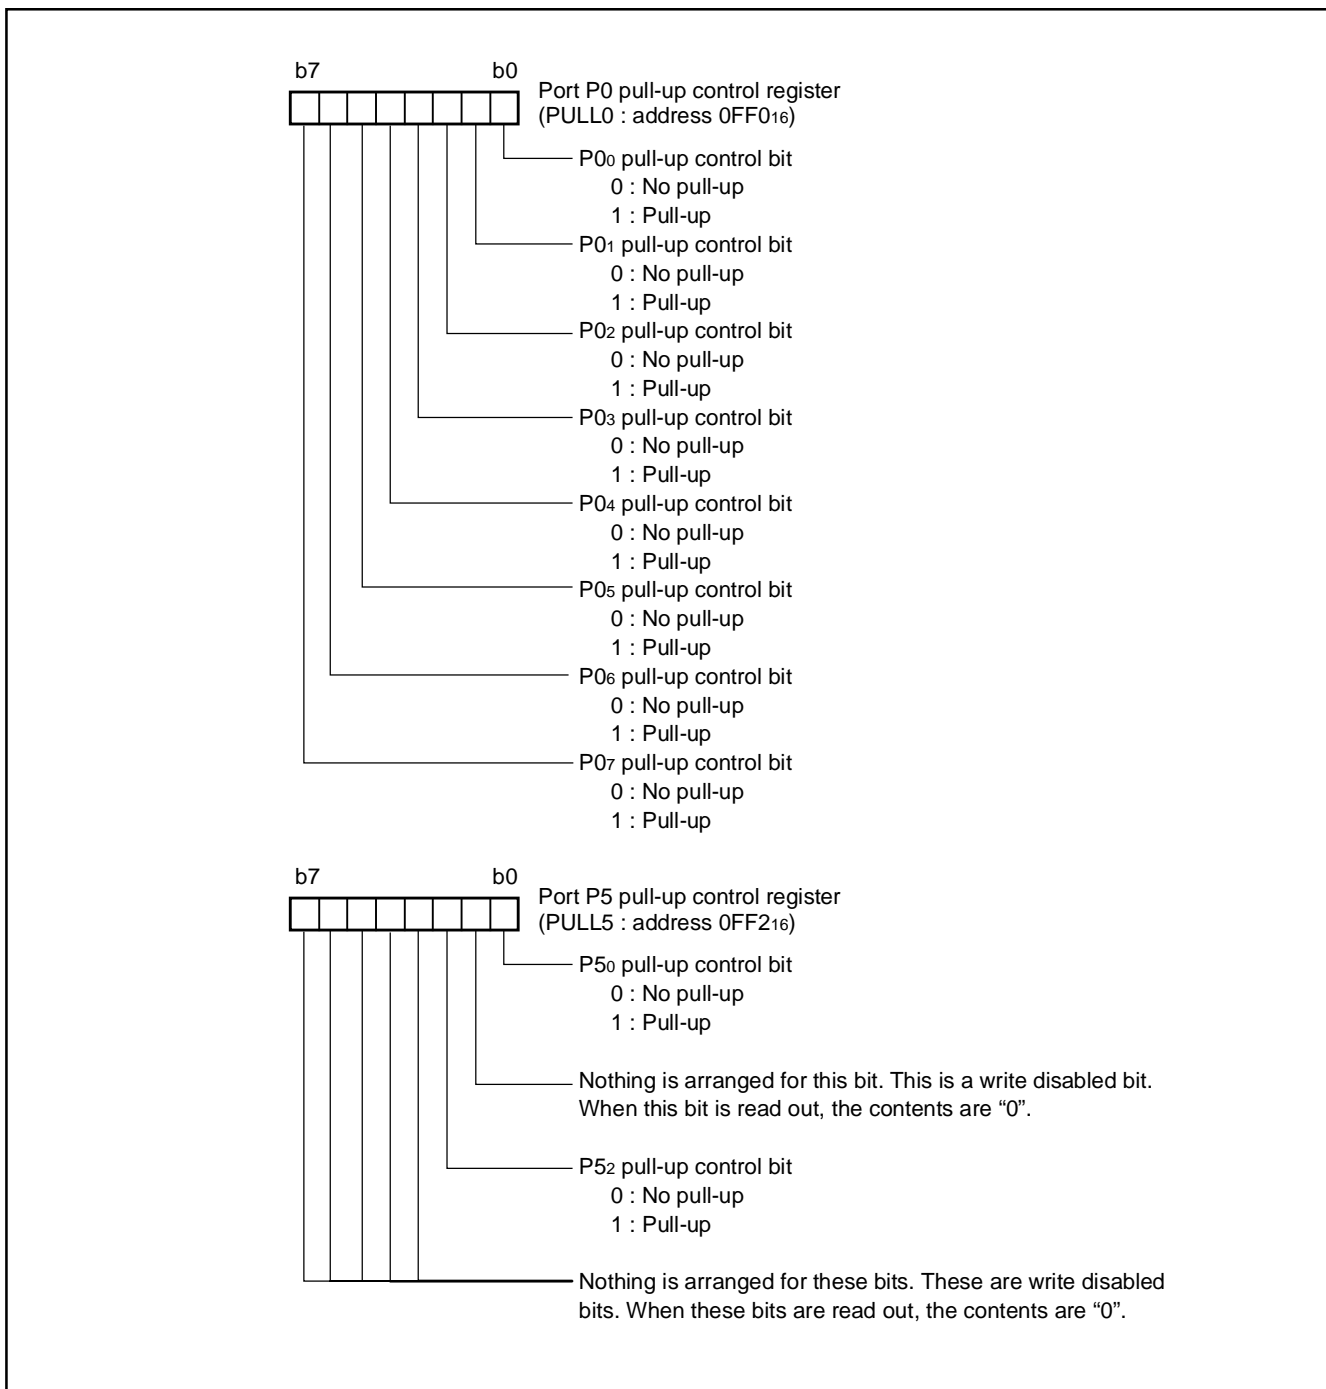 b7 b0
Port P0 pull-up control register
(PULL0 : address 0FF016)
P00 pull-up control bit
0 : No pull-up
1 : Pull-up
P01 pull-up control bit
0 : No pull-up
1 : Pull-up
P02 pull-up control bit
0 : No pull-up
1 : Pull-up
P03 pull-up control bit
0 : No pull-up
1 : Pull-up
P04 pull-up control bit
0 : No pull-up
1 : Pull-up
P05 pull-up control bit
0 : No pull-up
1 : Pull-up
P06 pull-up control bit
0 : No pull-up
1 : Pull-up
P07 pull-up control bit
0 : No pull-up
1 : Pull-up
b7 b0
Port P5 pull-up control register
(PULL5 : address 0FF216)
P50 pull-up control bit
0 : No pull-up
1 : Pull-up
Nothing is arranged for this bit. This is a write disabled bit.
When this bit is read out, the contents are “0”.
P52 pull-up control bit
0 : No pull-up
1 : Pull-up
Nothing is arranged for these bits. These are write disabled
bits. When these bits are read out, the contents are “0”.